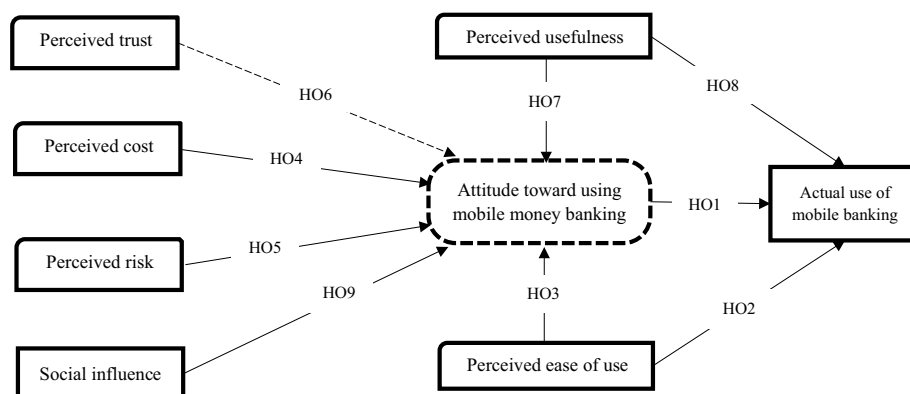 Perceived trust
Perceived usefulness
HO6
HO7
HO8
Perceived cost
HO4
Attitude toward using
mobile money banking
HO1
Actual use of
mobile banking
Perceived risk
HO5
HO9
HO3
HO2
Social influence
Perceived ease of use